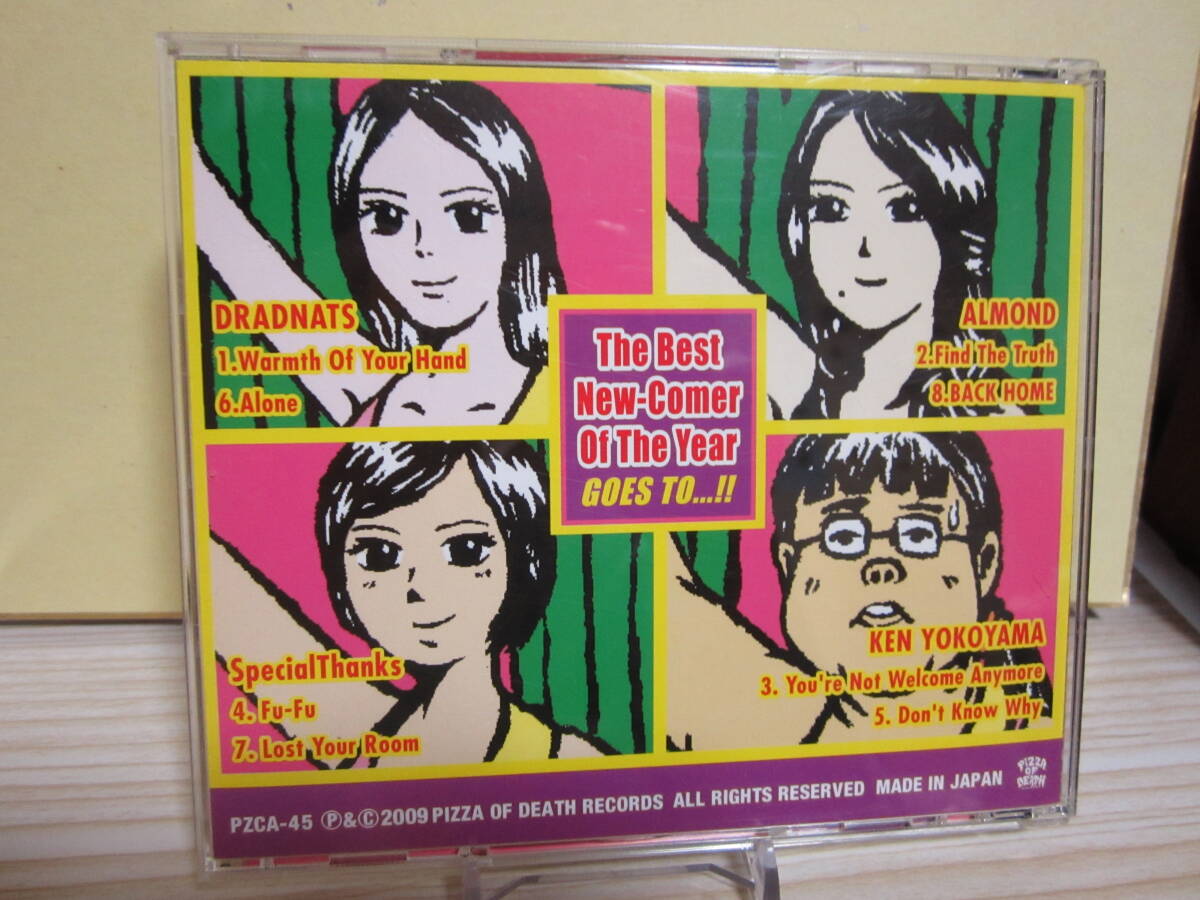 DRADNATS
1.Warmth Of Your Hand
6.Alone
ALMOND
2.Find The Truth
8.BACK HOME
The Best
New-Comer
Of The Year
GOES TO...!!
SpecialThanks
4. Fu-Fu
7. Lost Your Room
KEN YOKOYAMA
3. You're Not Welcome Anymore
5. Don't Know Why
PZCA-45 Ⓟ&©2009 PIZZA OF DEATH RECORDS ALL RIGHTS RESERVED MADE IN JAPAN
PIZZA
OF
DEATH